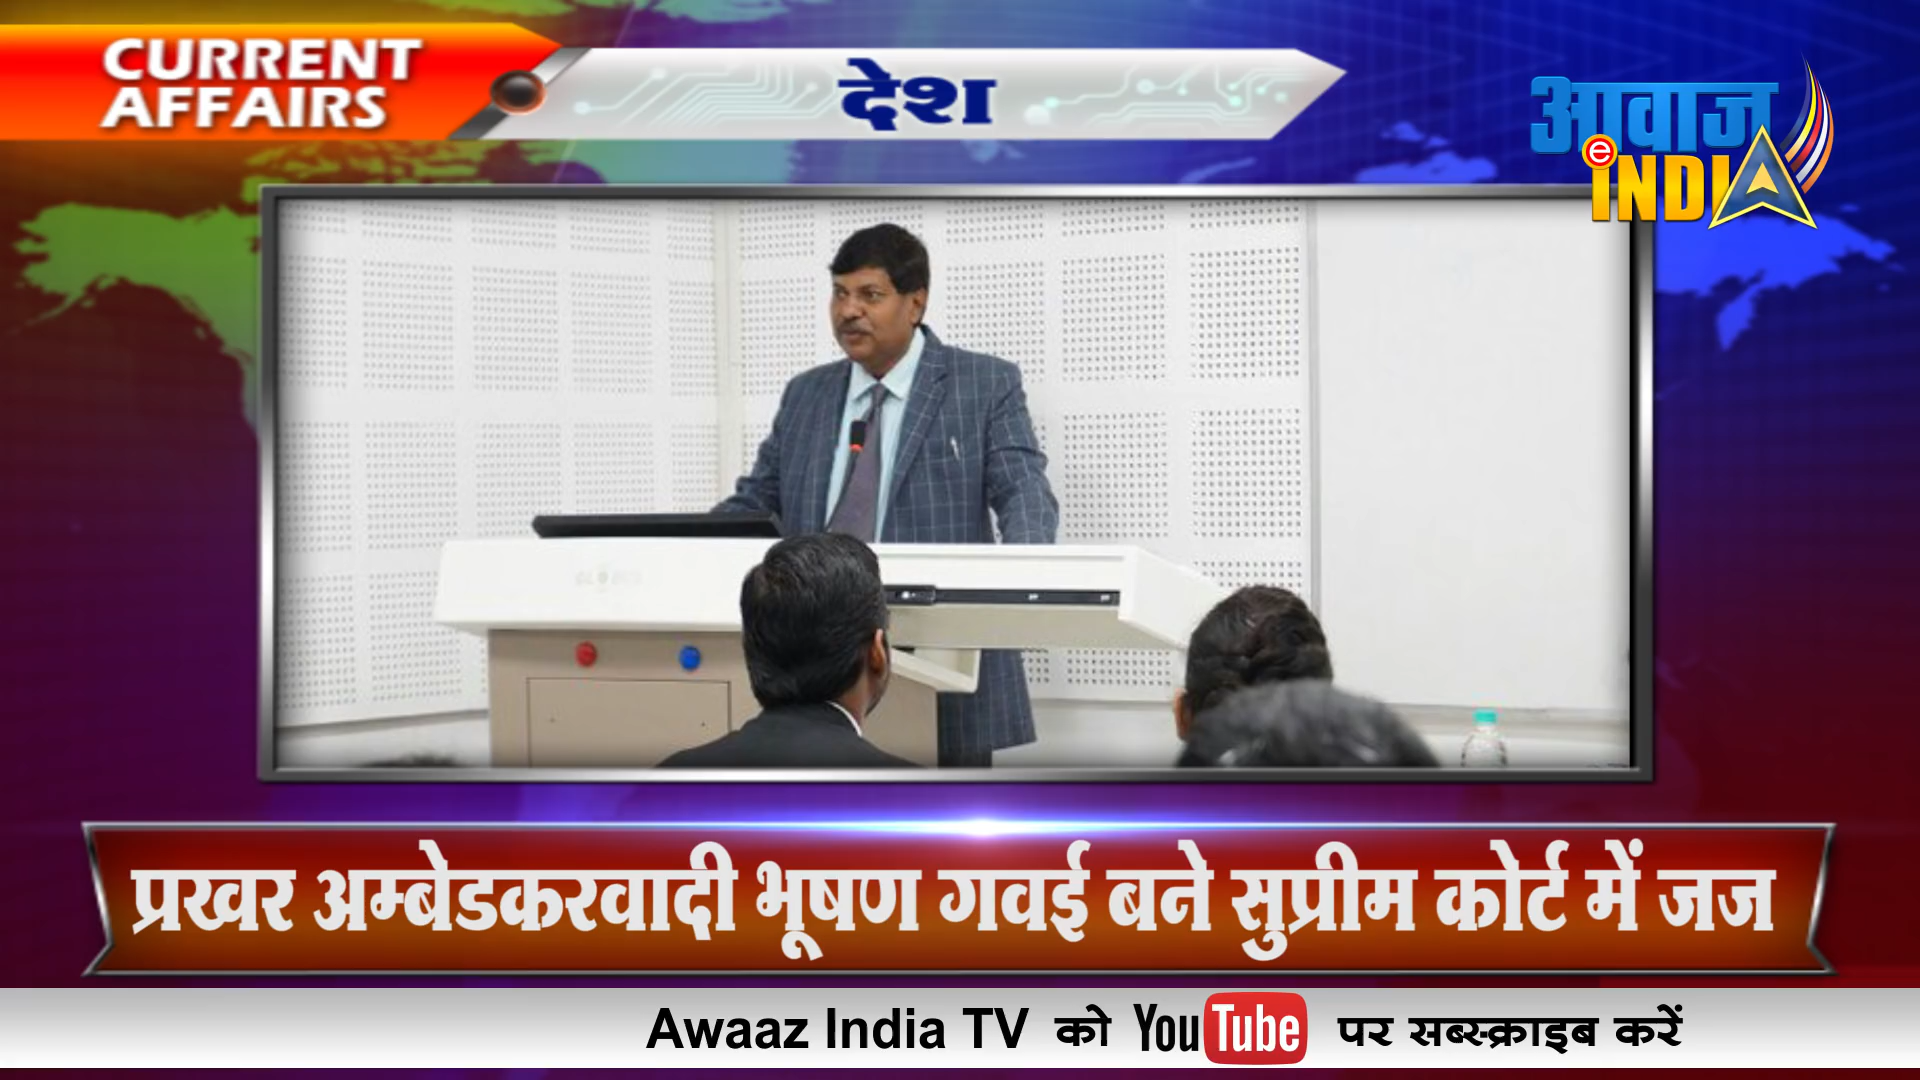 CURRENT
AFFAIRS
देश
आवाज
e
INDIA
प्रखर अम्बेडकरवादी भूषण गवई बने सुप्रीम कोर्ट में जज
Awaaz India TV को YouTube पर सब्स्क्राइब करें